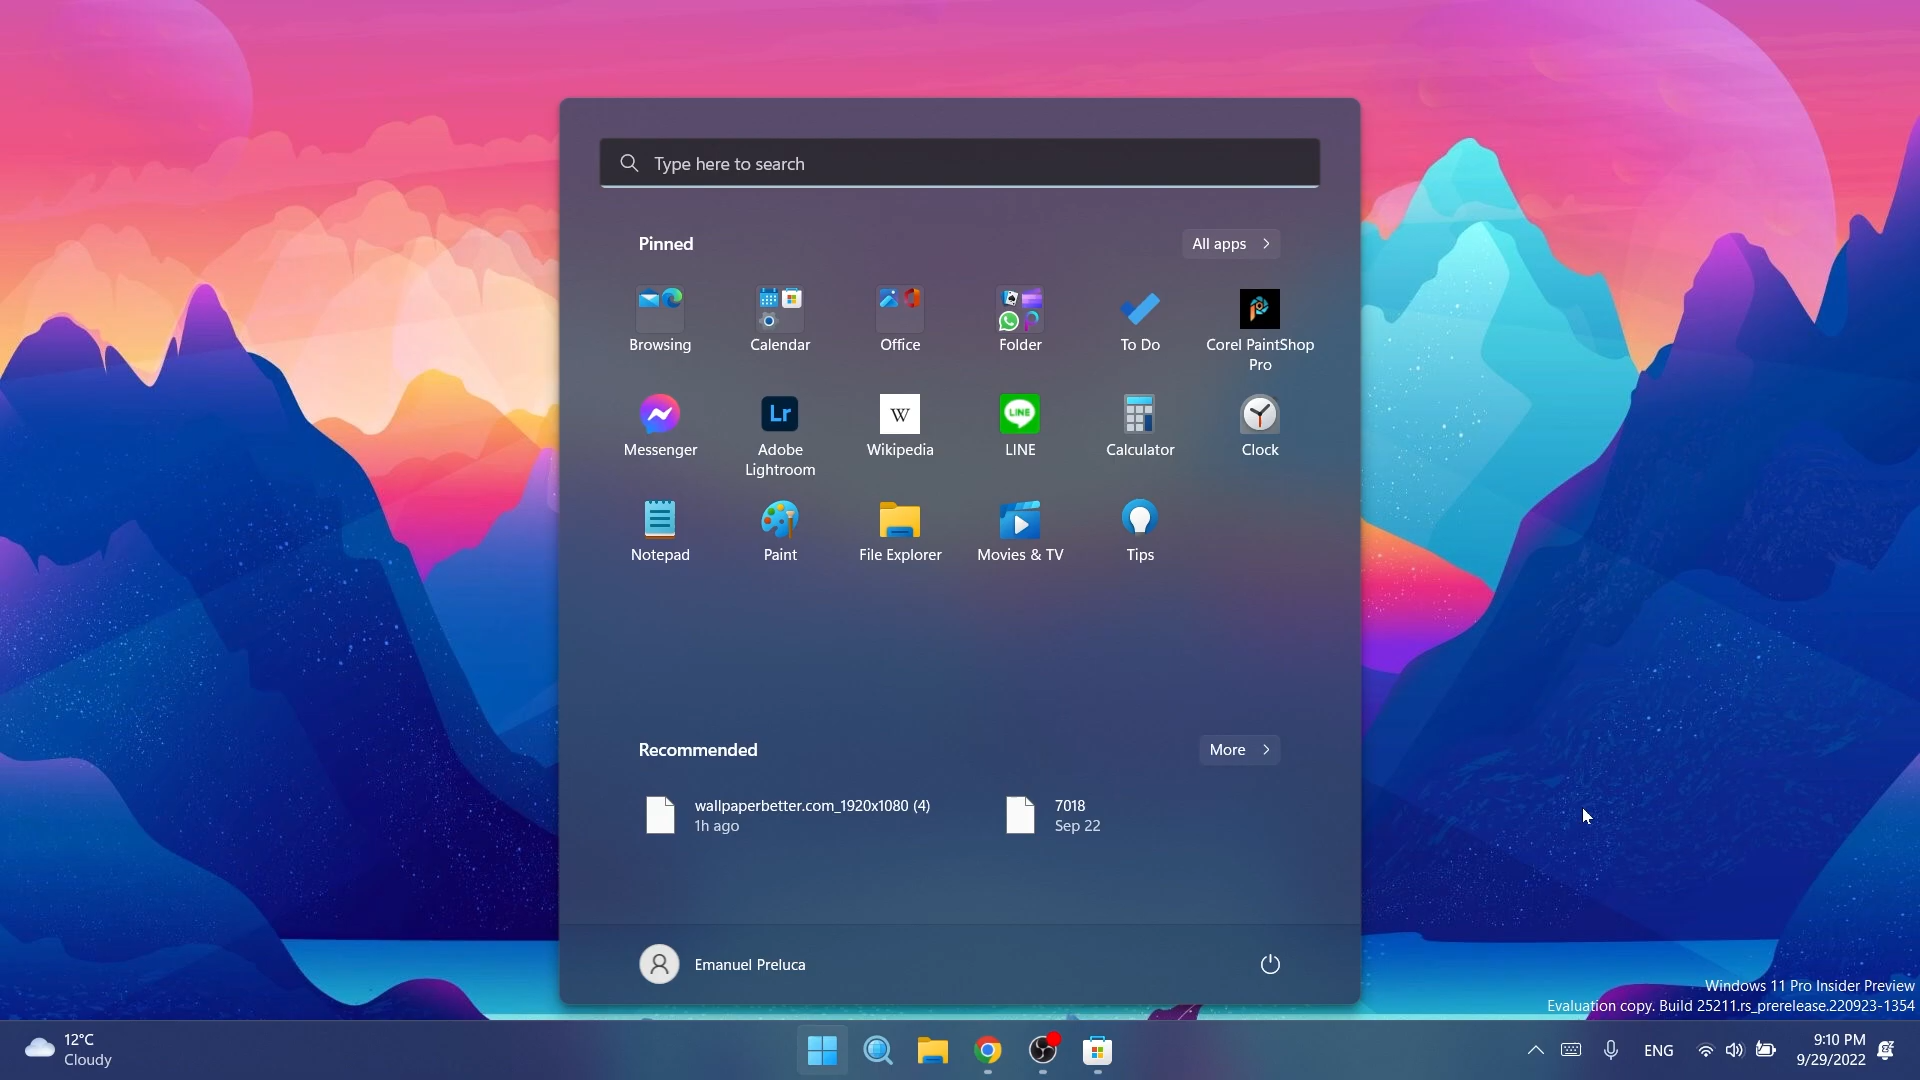 Type here to search
Pinned
All apps
Browsing
Calendar
Office
Folder
To Do
Corel PaintShop
Pro
Messenger
Lr
Adobe
Lightroom
W
Wikipedia
LINE
LINE
Calculator
Clock
Notepad
Paint
File Explorer
Movies & TV
Tips
Recommended
More
wallpaperbetter.com_1920x1080 (4)
1h ago
7018
Sep 22
Emanuel Preluca
Windows 11 Pro Insider Preview
Evaluation copy. Build 25211.rs_prerelease.220923-1354
12°C
Cloudy
ENG
9:10 PM
9/29/2022